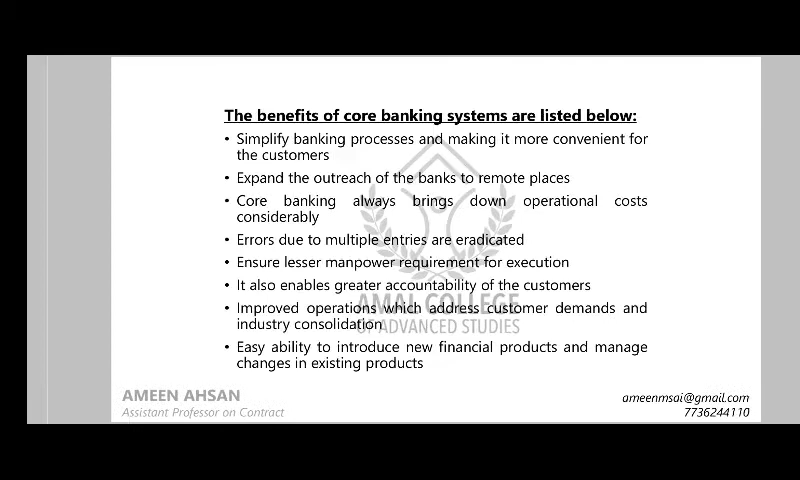 The benefits of core banking systems are listed below:
• Simplify banking processes and making it more convenient for
the customers
• Expand the outreach of the banks to remote places
• Core banking always brings down operational costs
considerably
• Errors due to multiple entries are eradicated
• Ensure lesser manpower requirement for execution
• It also enables greater accountability of the customers
AMAL COLLEGE
• Improved operations which address customer demands and
industry consolidation
OF ADVANCED STUDIES
• Easy ability to introduce new financial products and manage
changes in existing products
AMEEN AHSAN
Assistant Professor on Contract
ameenmsai@gmail.com
7736244110